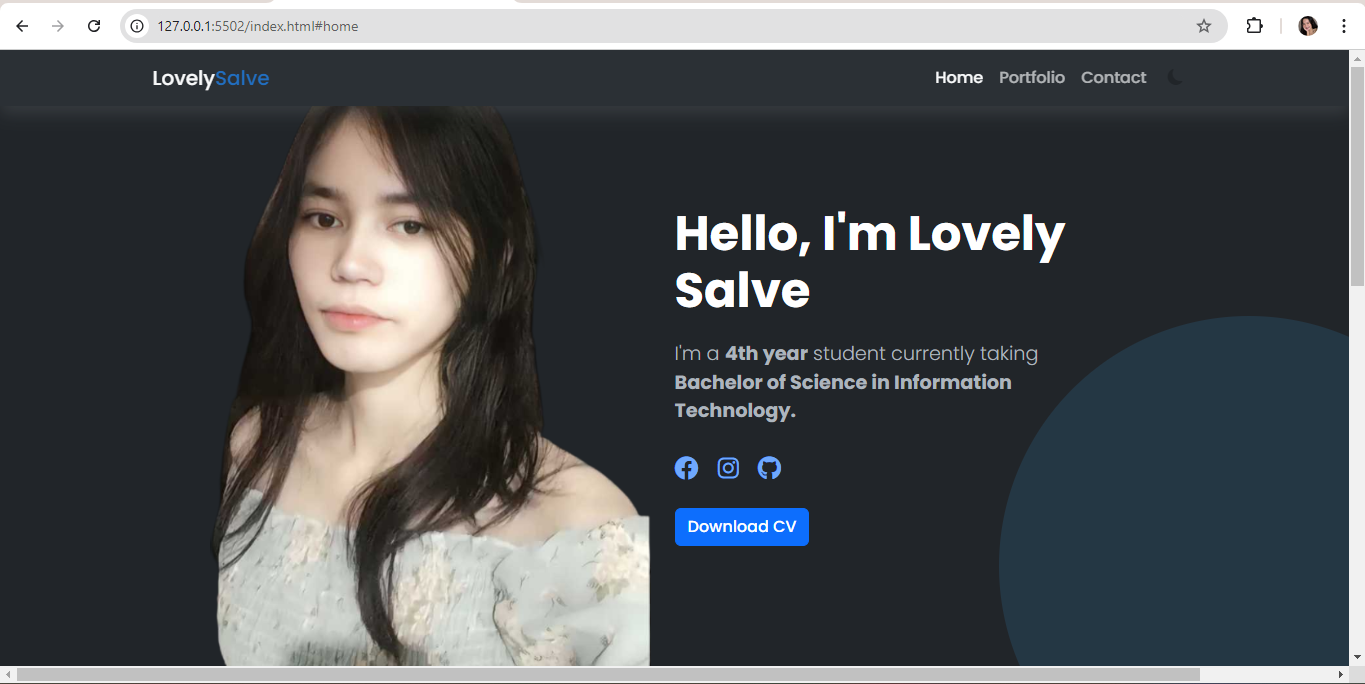 127.0.0.1:5502/index.html#home
LovelySalve
Home Portfolio Contact
Hello, I'm Lovely
Salve
I'm a 4th year student currently taking
Bachelor of Science in Information
Technology.
Download CV